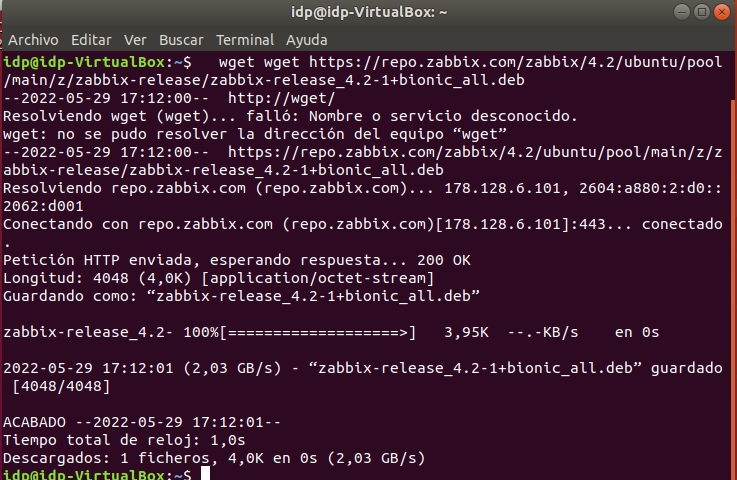 idp@idp-VirtualBox: ~
Archivo Editar Ver Buscar Terminal Ayuda
idp@idp-VirtualBox:~$   wget wget https://repo.zabbix.com/zabbix/4.2/ubuntu/pool
/main/z/zabbix-release/zabbix-release_4.2-1+bionic_all.deb
--2022-05-29 17:12:00--  http://wget/
Resolviendo wget (wget)... falló: Nombre o servicio desconocido.
wget: no se pudo resolver la dirección del equipo “wget”
--2022-05-29 17:12:00--  https://repo.zabbix.com/zabbix/4.2/ubuntu/pool/main/z/z
abbix-release/zabbix-release_4.2-1+bionic_all.deb
Resolviendo repo.zabbix.com (repo.zabbix.com)... 178.128.6.101, 2604:a880:2:d0::
2062:d001
Conectando con repo.zabbix.com (repo.zabbix.com)[178.128.6.101]:443... conectado
.
Petición HTTP enviada, esperando respuesta... 200 OK
Longitud: 4048 (4,0K) [application/octet-stream]
Guardando como: “zabbix-release_4.2-1+bionic_all.deb”
zabbix-release_4.2- 100%[===================>]   3,95K  --.-KB/s    en 0s
2022-05-29 17:12:01 (2,03 GB/s) - “zabbix-release_4.2-1+bionic_all.deb” guardado
[4048/4048]
ACABADO --2022-05-29 17:12:01--
Tiempo total de reloj: 1,0s
Descargados: 1 ficheros, 4,0K en 0s (2,03 GB/s)
idp@idp-VirtualBox:~$